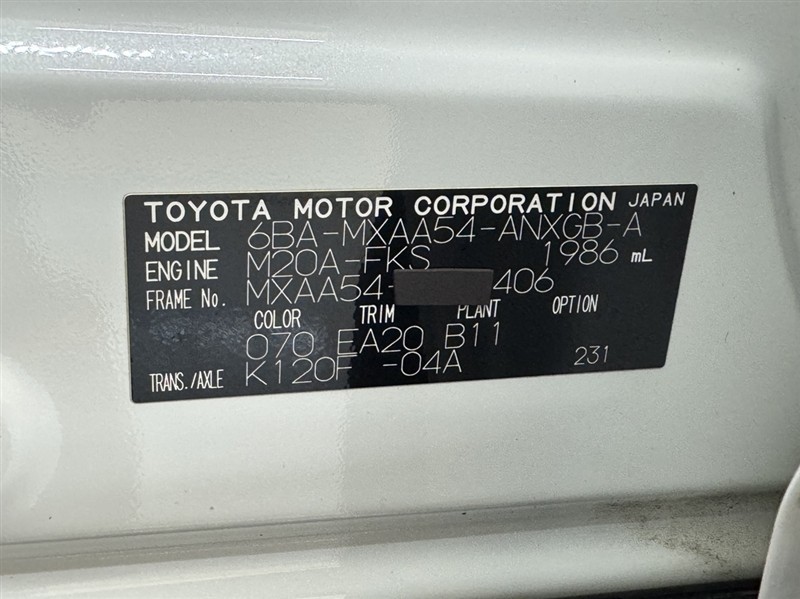 TOYOTA MOTOR CORPORATION JAPAN
MODEL 6BA-MXAA54-ANXGB-A
ENGINE M20A-FKS 1986 mL
FRAME No. MXAA54- 406
COLOR TRIM PLANT OPTION
070 EA20 B11
TRANS./AXLE K120F -04A 231